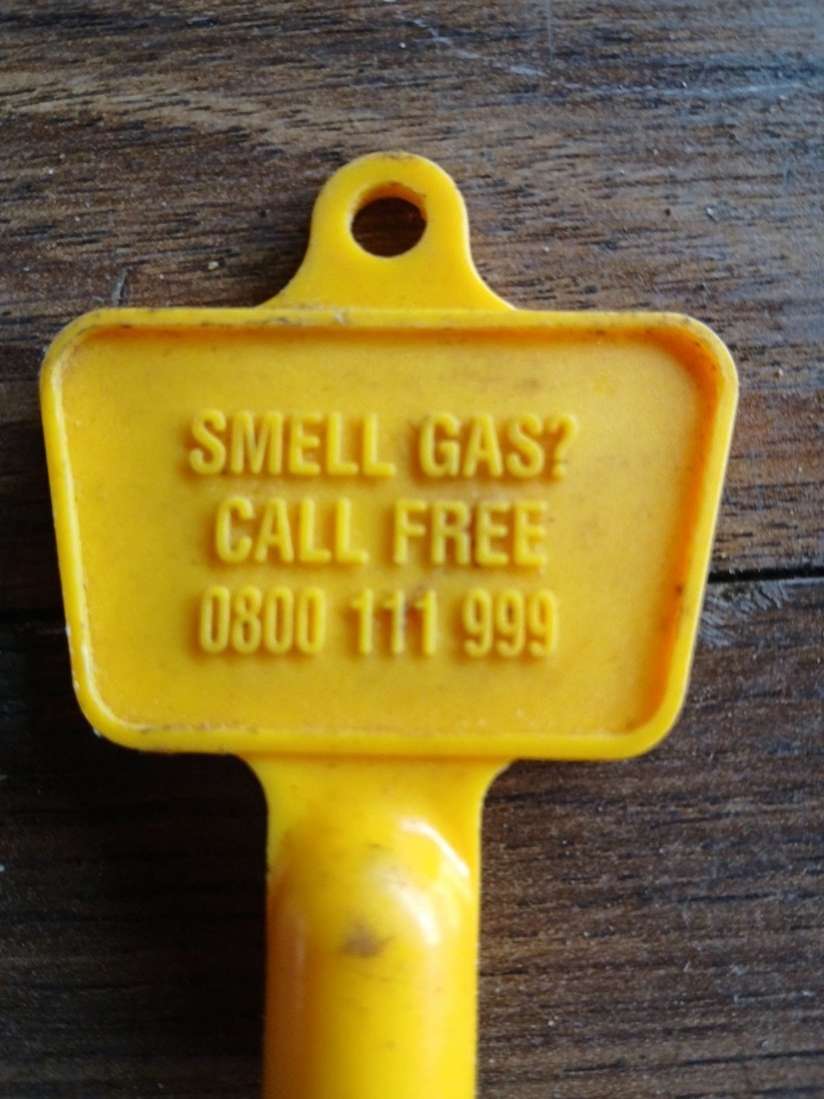 SMELL GAS?
CALL FREE
0800 111 999